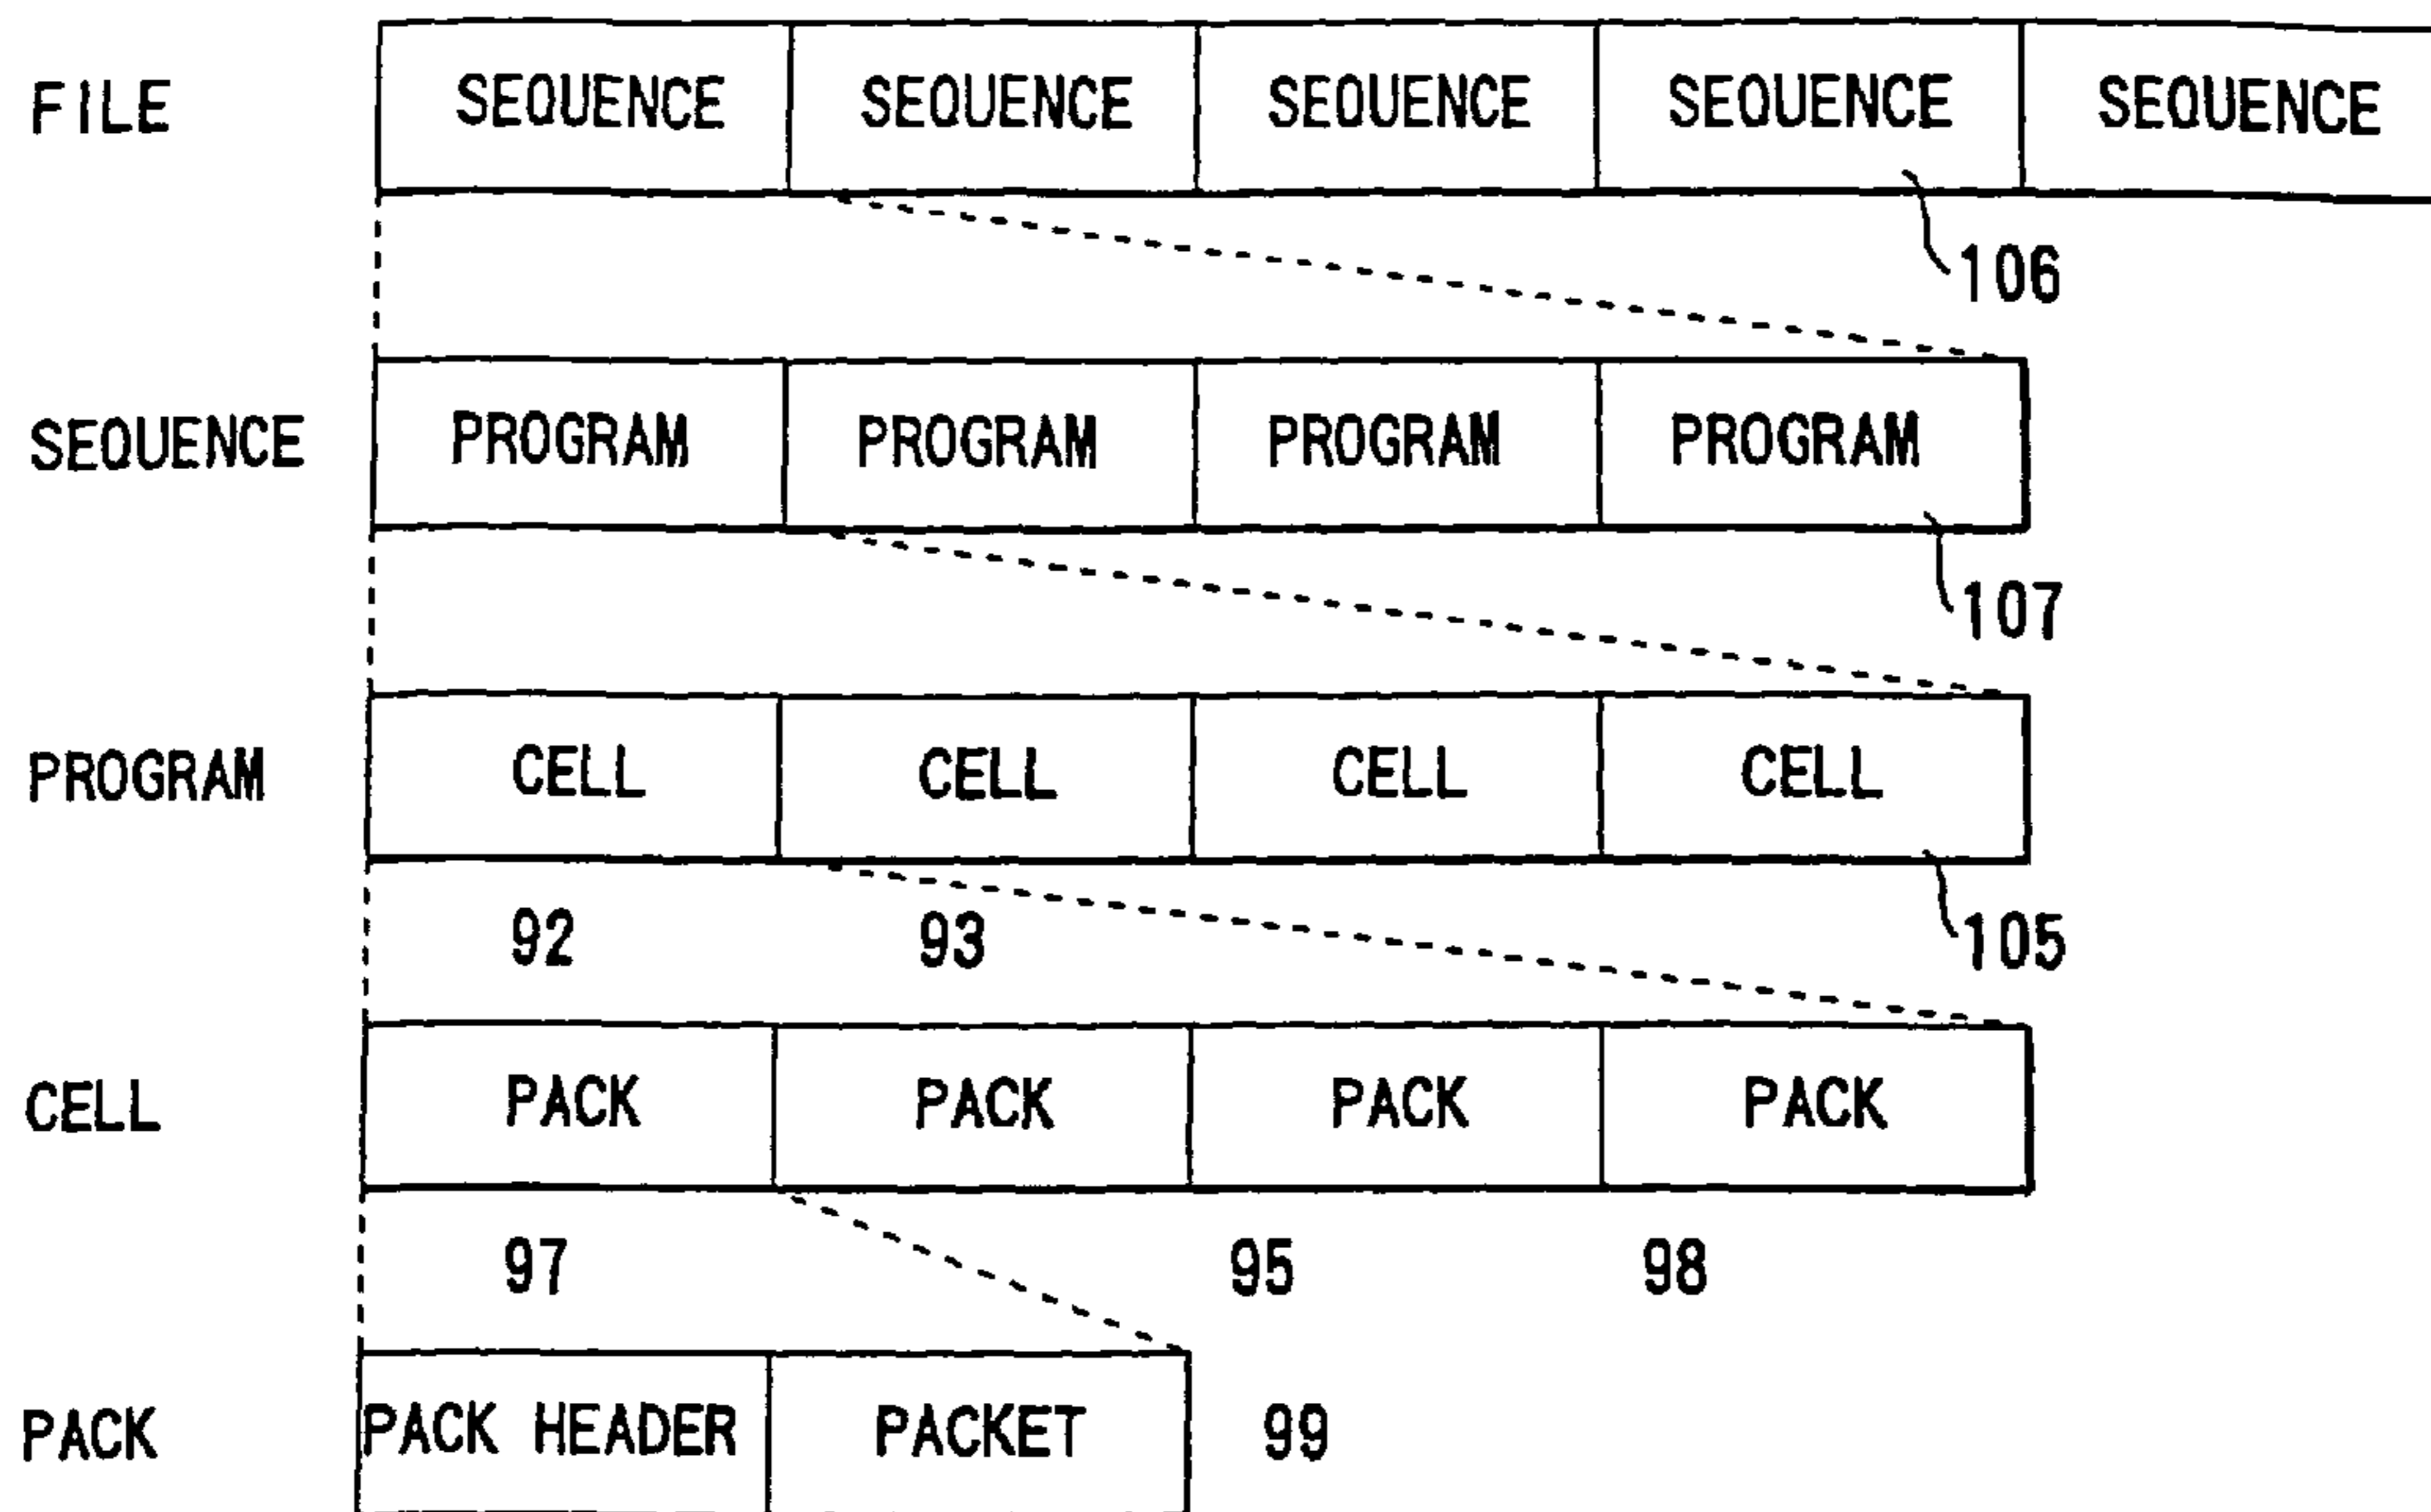 FILE SEQUENCE SEQUENCE SEQUENCE SEQUENCE SEQUENCE
106
SEQUENCE PROGRAM PROGRAM PROGRAM PROGRAM
107
PROGRAM CELL CELL CELL CELL
92 93 105
CELL PACK PACK PACK PACK
97 95 98
PACK PACK HEADER PACKET 99